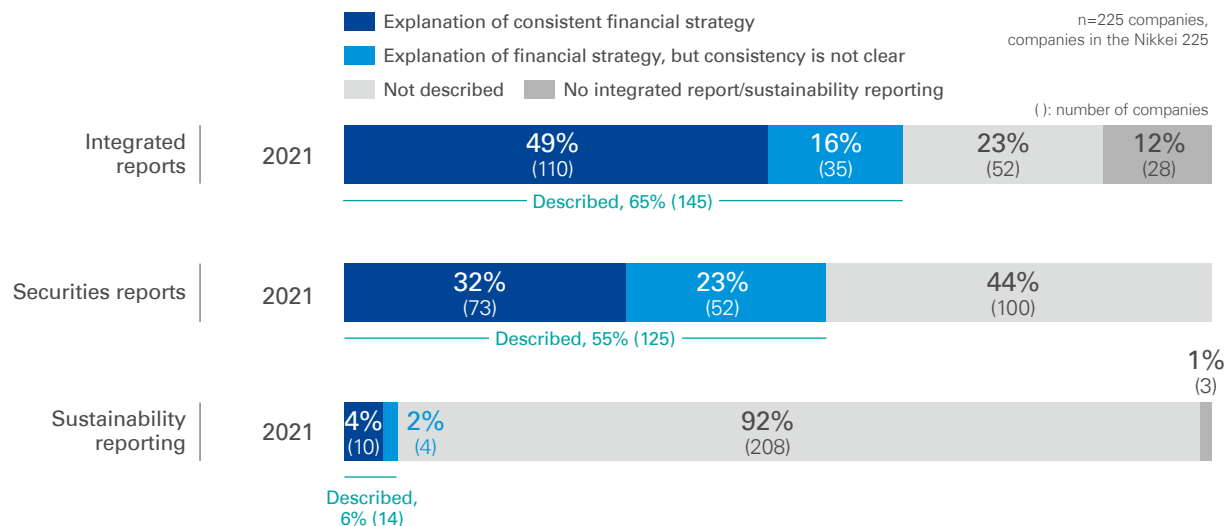 Explanation of consistent financial strategy
Explanation of financial strategy, but consistency is not clear
Not described
No integrated report/sustainability reporting
n=225 companies,
companies in the Nikkei 225
( ): number of companies
Integrated
reports
2021
49%
(110)
16%
(35)
23%
(52)
12%
(28)
Described, 65% (145)
Securities reports
2021
32%
(73)
23%
(52)
44%
(100)
Described, 55% (125)
Sustainability
reporting
2021
4%
(10)
2%
(4)
92%
(208)
1%
(3)
Described,
6% (14)